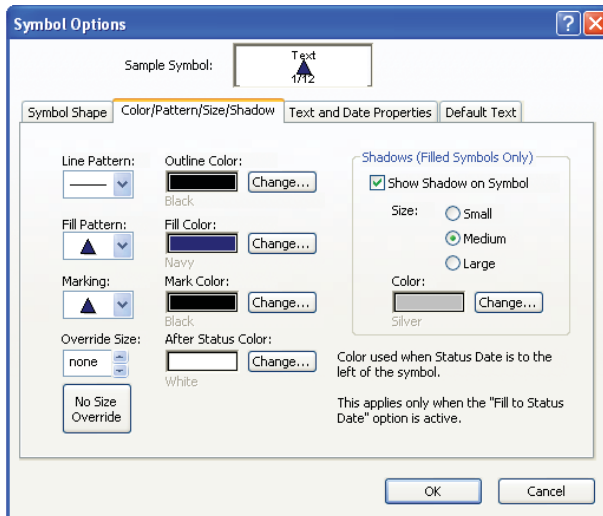 Symbol Options
Sample Symbol:
Text
1/12
Symbol Shape
Color/Pattern/Size/Shadow
Text and Date Properties
Default Text
Line Pattern:
Outline Color:
Change...
Black
Fill Pattern:
Fill Color:
Change...
Navy
Marking:
Mark Color:
Change...
Black
Override Size:
none
No Size
Override
After Status Color:
Change...
White
Shadows (Filled Symbols Only)
Show Shadow on Symbol
Size:
Small
Medium
Large
Color:
Change...
Silver
Color used when Status Date is to the
left of the symbol.
This applies only when the "Fill to Status
Date" option is active.
OK
Cancel